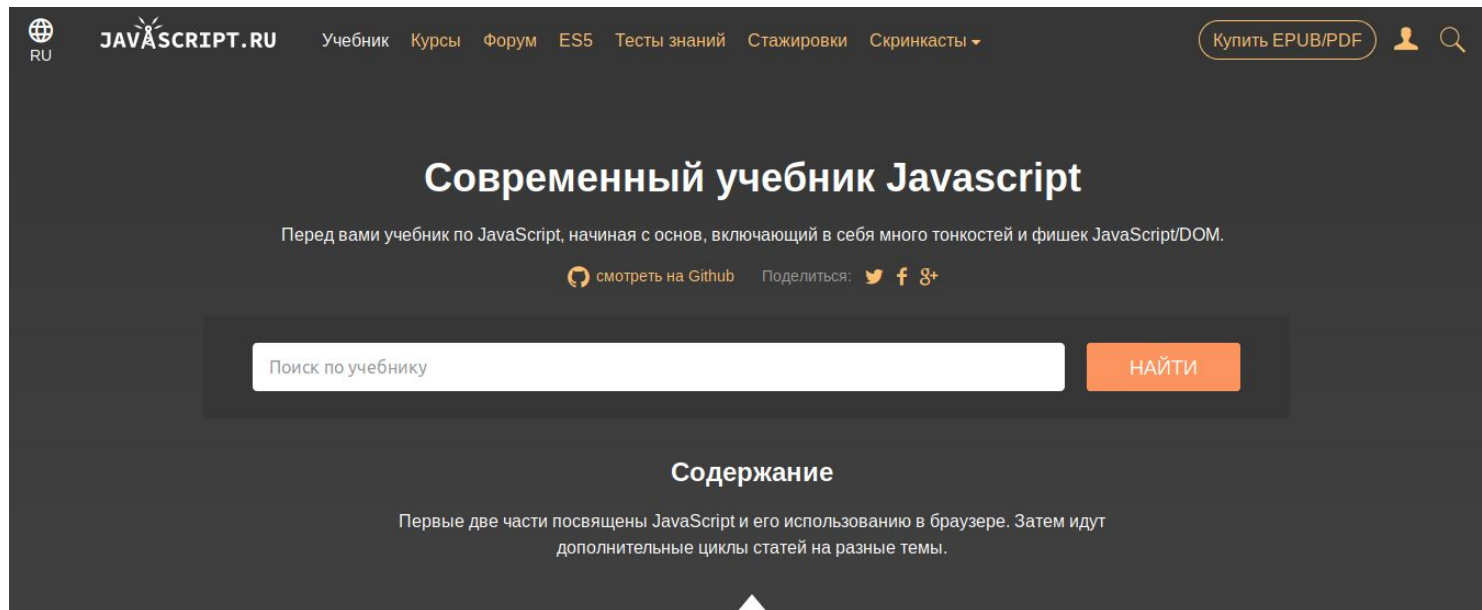 RU
JAVASCRIPT.RU Учебник Курсы Форум ES5 Тесты знаний Стажировки Скринкасты Купить EPUB/PDF
Современный учебник Javascript
Перед вами учебник по JavaScript, начиная с основ, включающий в себя много тонкостей и фишек JavaScript/DOM.
смотреть на Github Поделиться: f g+
Поиск по учебнику НАЙТИ
Содержание
Первые две части посвящены JavaScript и его использованию в браузере. Затем идут
дополнительные циклы статей на разные темы.